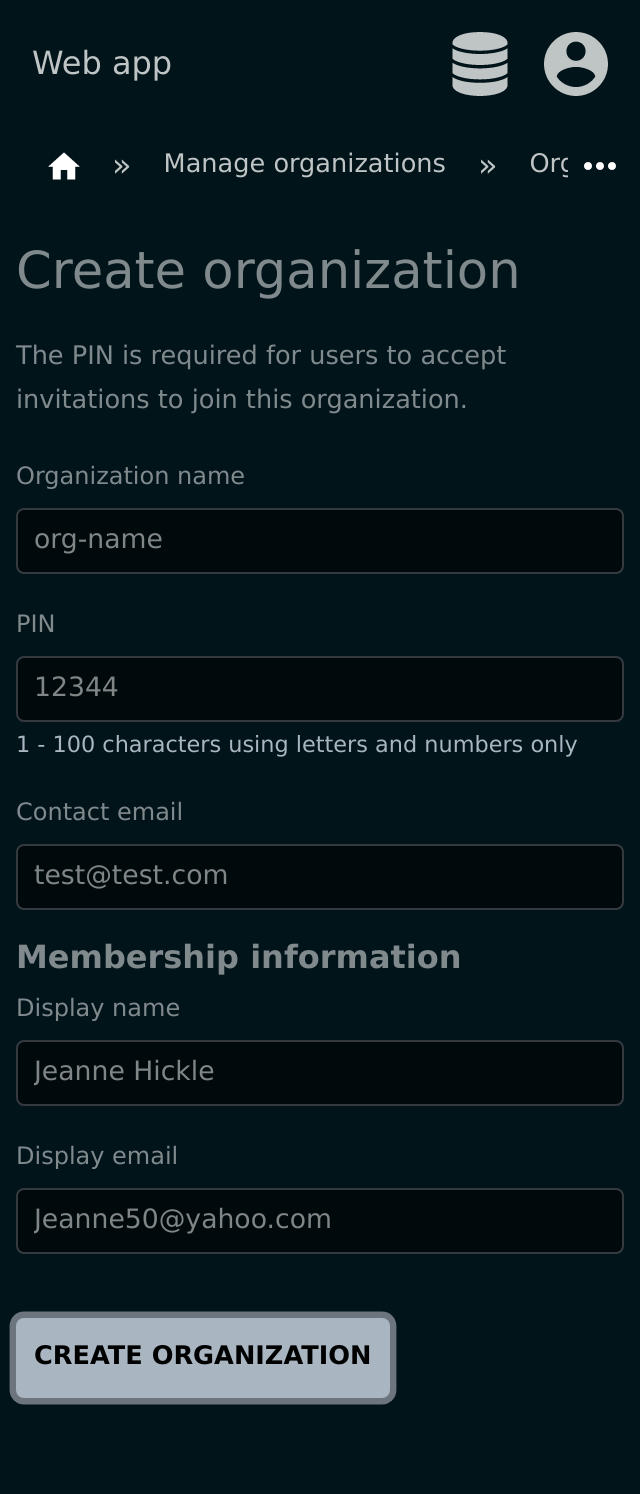 Web app
» Manage organizations » Org
Create organization
The PIN is required for users to accept
invitations to join this organization.
Organization name
org-name
PIN
12344
1 - 100 characters using letters and numbers only
Contact email
test@test.com
Membership information
Display name
Jeanne Hickle
Display email
Jeanne50@yahoo.com
CREATE ORGANIZATION